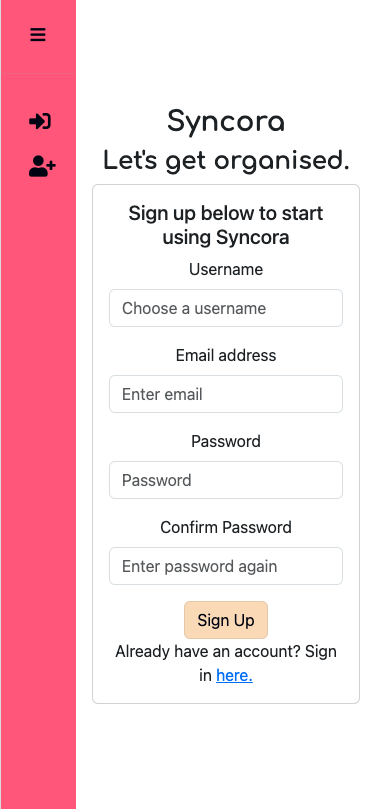 Syncora
Let's get organised.
Sign up below to start
using Syncora
Username
Choose a username
Email address
Enter email
Password
Password
Confirm Password
Enter password again
Sign Up
Already have an account? Sign
in here.